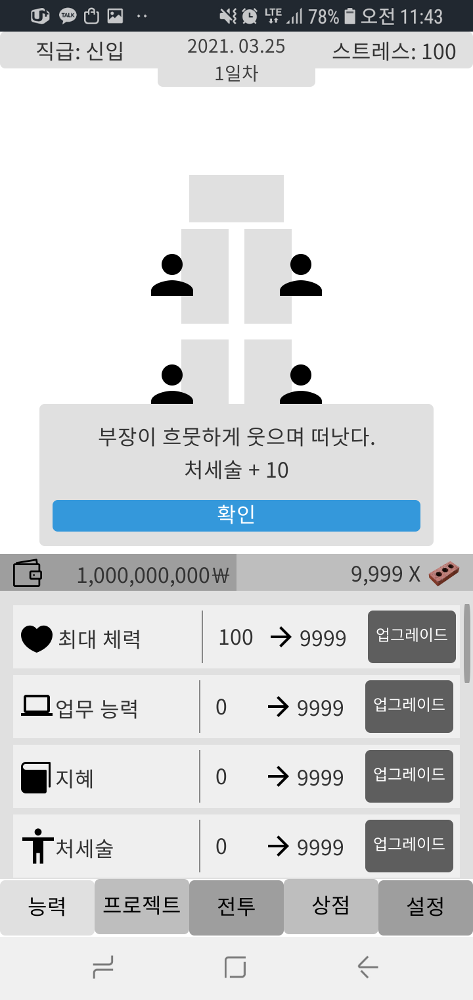 TALK LTE 78% 오전 11:43
직급: 신입
2021. 03.25
스트레스: 100
1일차
부장이 흐뭇하게 웃으며 떠낫다.
처세술 + 10
확인
1,000,000,000₩
9,999 X
최대 체력 100 → 9999 업그레이드
업무 능력 0 → 9999 업그레이드
지혜 0 → 9999 업그레이드
처세술 0 → 9999 업그레이드
능력 프로젝트 전투 상점 설정